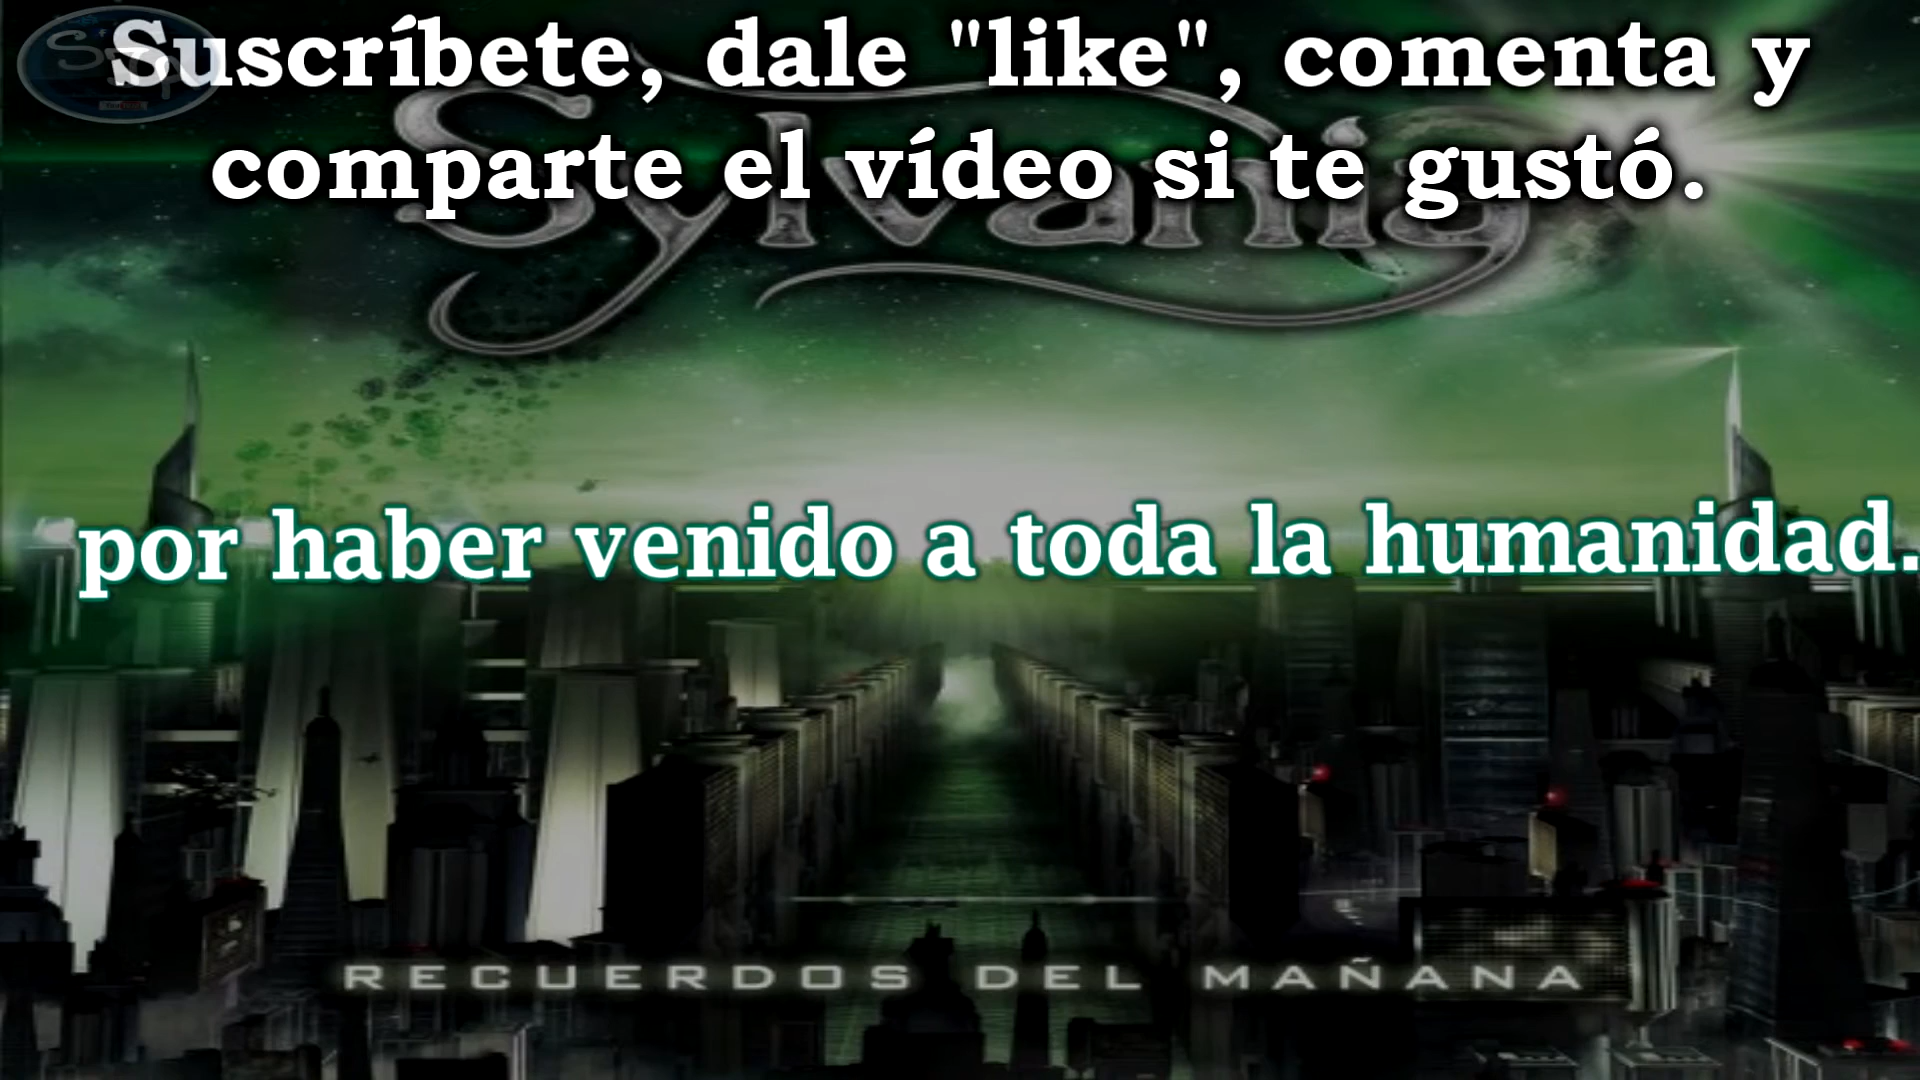 Suscríbete, dale "like", comenta y
comparte el vídeo si te gustó.
Sylvania
por haber venido a toda la humanidad.
RECUERDOS DEL MAÑANA